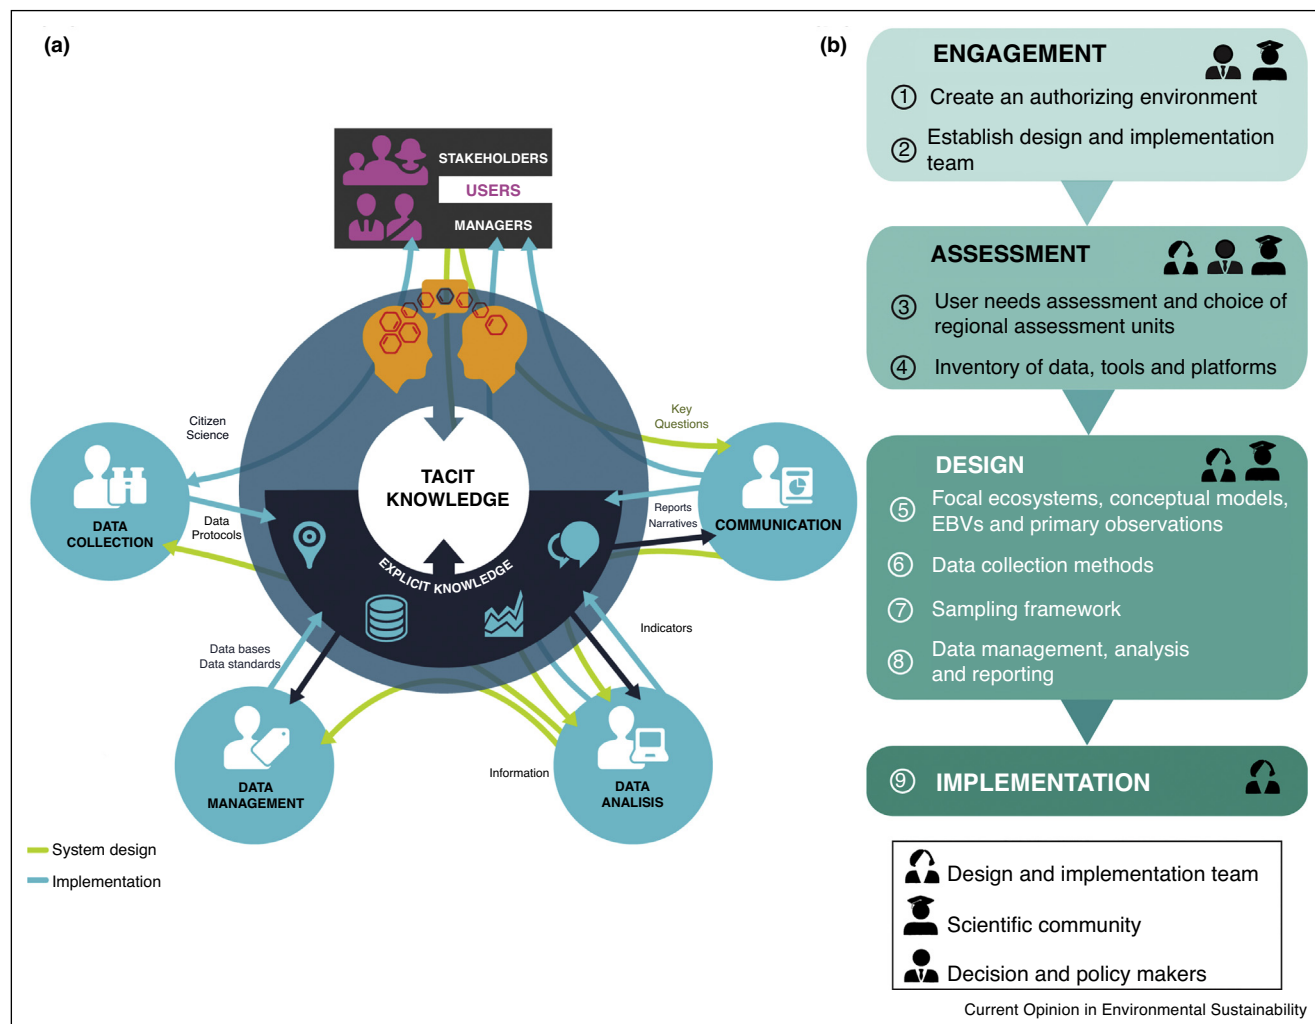 (a)
STAKEHOLDERS
USERS
MANAGERS
Citizen
Science
Key
Questions
TACIT
KNOWLEDGE
DATA
COLLECTION
Data
Protocols
Reports
Narratives
COMMUNICATION
EXPLICIT KNOWLEDGE
Data bases
Data standards
Indicators
DATA
MANAGEMENT
Information
DATA
ANALISIS
System design
Implementation
(b)
ENGAGEMENT
1 Create an authorizing environment
2 Establish design and implementation
team
ASSESSMENT
3 User needs assessment and choice of
regional assessment units
4 Inventory of data, tools and platforms
DESIGN
5 Focal ecosystems, conceptual models,
EBVs and primary observations
6 Data collection methods
7 Sampling framework
8 Data management, analysis
and reporting
9 IMPLEMENTATION
Design and implementation team
Scientific community
Decision and policy makers
Current Opinion in Environmental Sustainability